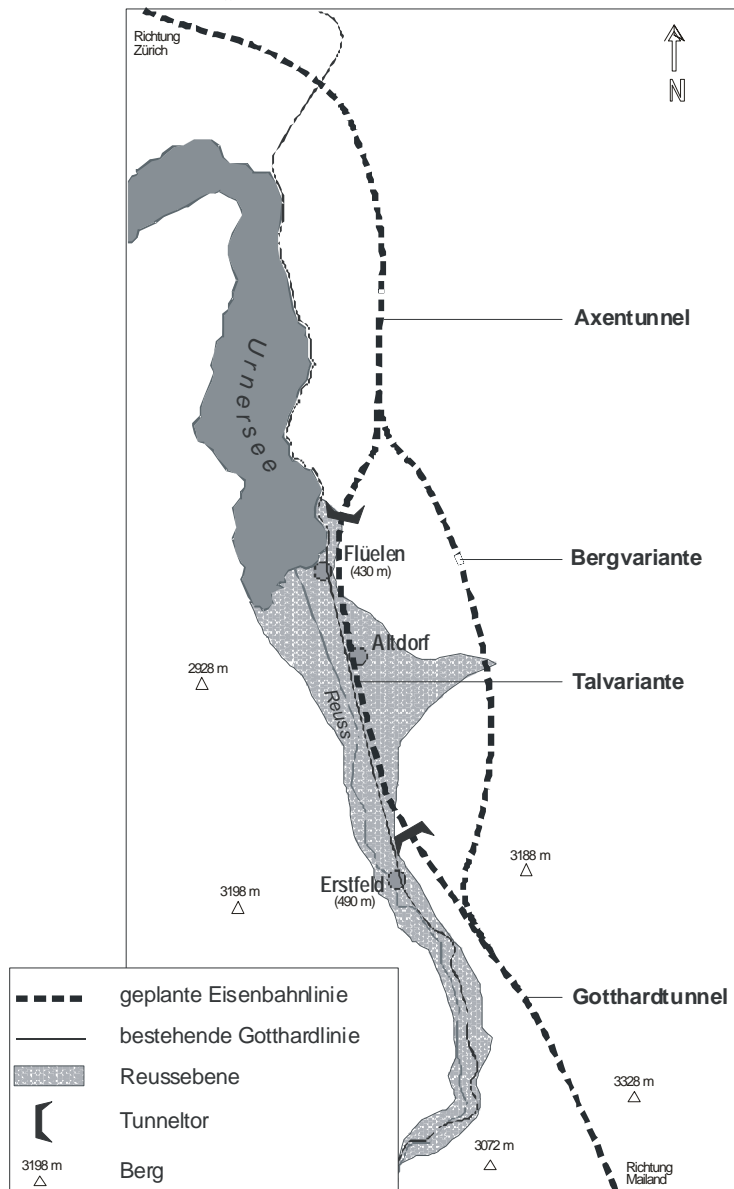 Richtung
Zürich
N
Axentunnel
Urnersee
Bergvariante
Flüelen
(430 m)
Altdorf
2928 m
Talvariante
Reuss
3188 m
Erstfeld
(490 m)
3198 m
Gotthardtunnel
3328 m
3072 m
Richtung
Mailand
geplante Eisenbahnlinie
bestehende Gotthardlinie
Reussebene
Tunneltor
3198 m
Berg